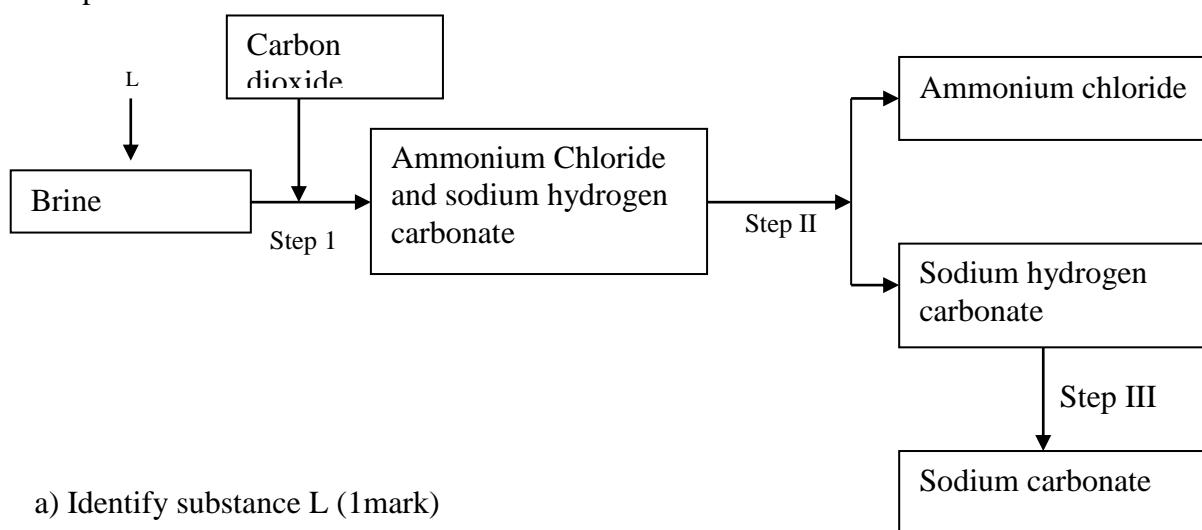 Carbon
dioxide
L
Ammonium chloride
Ammonium Chloride
and sodium hydrogen
carbonate
Brine
Step 1
Step II
Sodium hydrogen
carbonate
Step III
Sodium carbonate
a) Identify substance L (1mark)